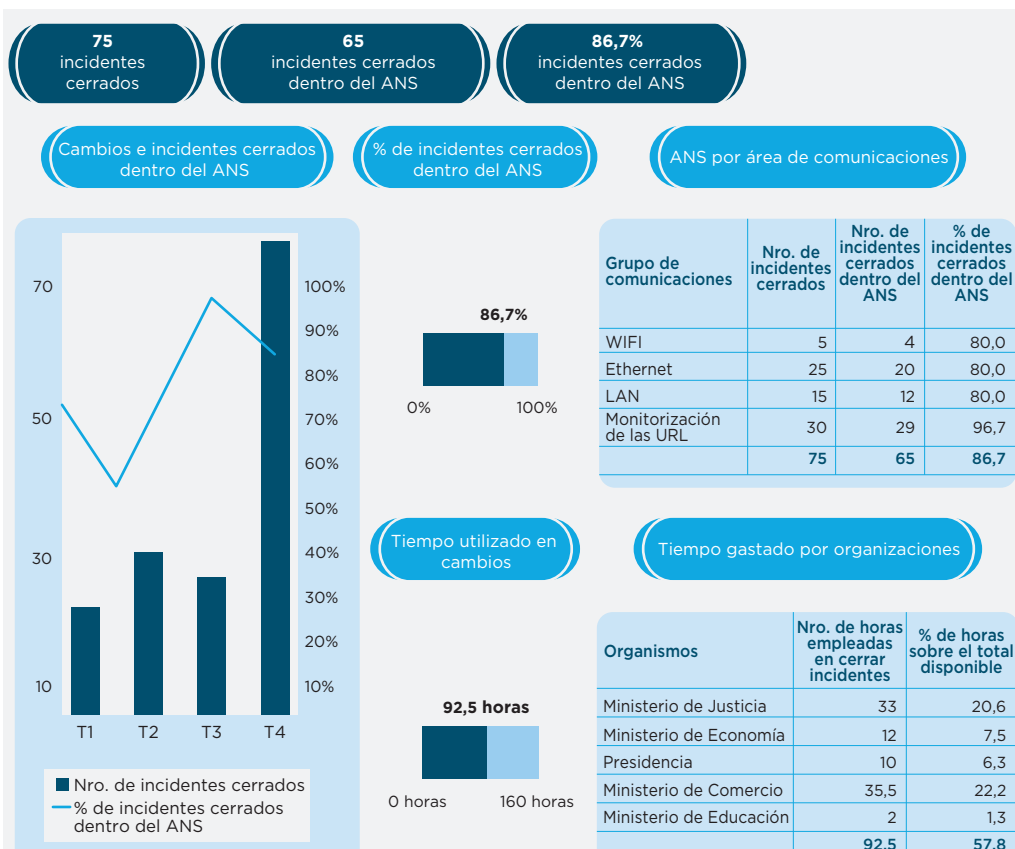 75
incidentes
cerrados
65
incidentes cerrados
dentro del ANS
86,7%
incidentes cerrados
dentro del ANS
Cambios e incidentes cerrados
dentro del ANS
% de incidentes cerrados
dentro del ANS
ANS por área de comunicaciones
70
50
30
10
100%
90%
80%
70%
60%
50%
40%
30%
20%
10%
T1
T2
T3
T4
Nro. de incidentes cerrados
% de incidentes cerrados
dentro del ANS
86,7%
0%
100%
Grupo de
comunicaciones
Nro. de
incidentes
cerrados
Nro. de
incidentes
cerrados
dentro del
ANS
% de
incidentes
cerrados
dentro del
ANS
WIFI 5 4 80,0
Ethernet 25 20 80,0
LAN 15 12 80,0
Monitorización
de las URL 30 29 96,7
75 65 86,7
Tiempo utilizado en
cambios
92,5 horas
0 horas
160 horas
Tiempo gastado por organizaciones
Organismos
Nro. de horas
empleadas
en cerrar
incidentes
% de horas
sobre el total
disponible
Ministerio de Justicia 33 20,6
Ministerio de Economía 12 7,5
Presidencia 10 6,3
Ministerio de Comercio 35,5 22,2
Ministerio de Educación 2 1,3
92,5 57,8